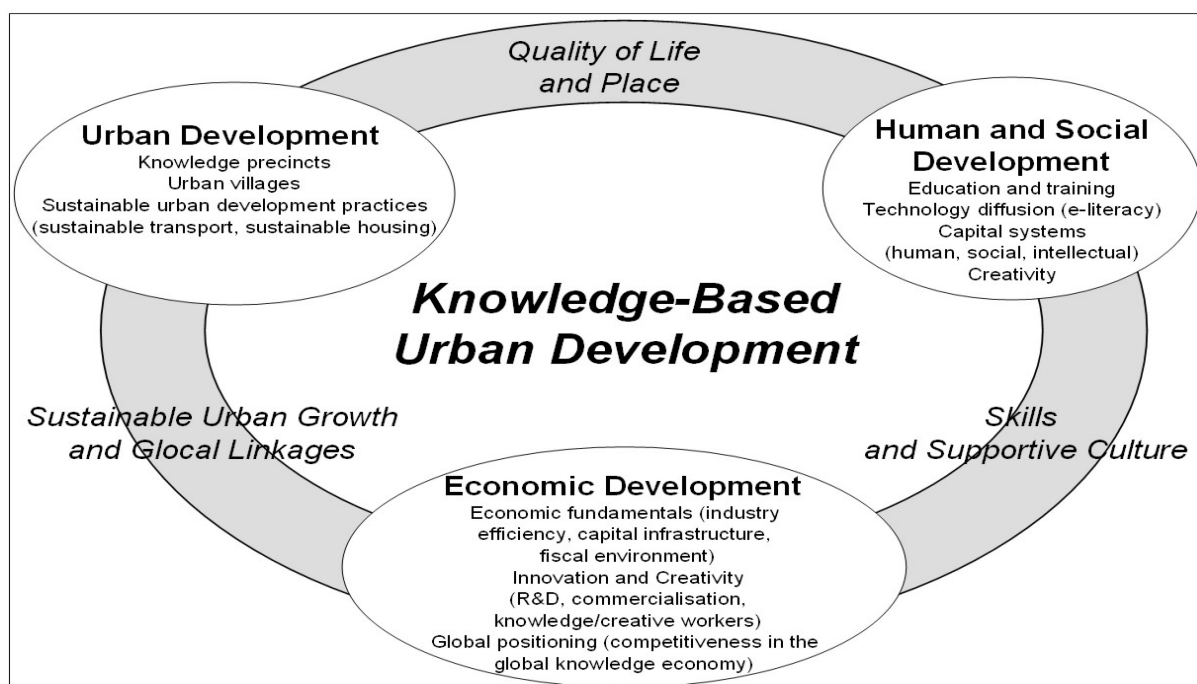 Quality of Life
and Place
Urban Development
Knowledge precincts
Urban villages
Sustainable urban development practices
(sustainable transport, sustainable housing)
Human and Social
Development
Education and training
Technology diffusion (e-literacy)
Capital systems
(human, social, intellectual)
Creativity
Knowledge-Based
Urban Development
Sustainable Urban Growth
and Glocal Linkages
Skills
and Supportive Culture
Economic Development
Economic fundamentals (industry
efficiency, capital infrastructure,
fiscal environment)
Innovation and Creativity
(R&D, commercialisation,
knowledge/creative workers)
Global positioning (competitiveness in the
global knowledge economy)